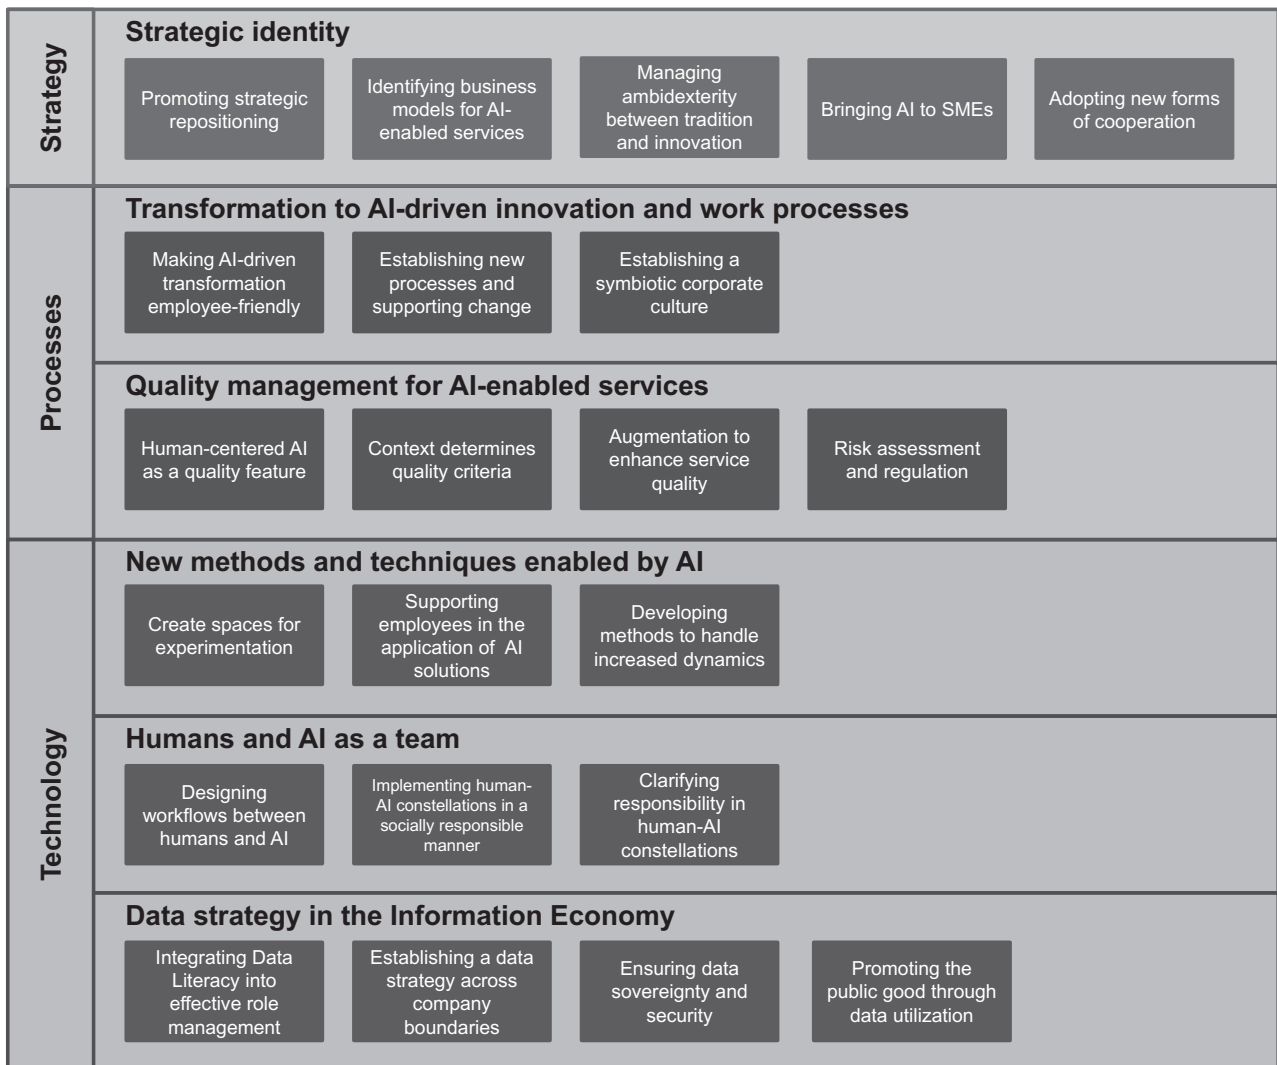 Strategy
Strategic identity
Promoting strategic
repositioning
Identifying business
models for AI-
enabled services
Managing
ambidexterity
between tradition
and innovation
Bringing AI to SMEs
Adopting new forms
of cooperation
Processes
Transformation to AI-driven innovation and work processes
Making AI-driven
transformation
employee-friendly
Establishing new
processes and
supporting change
Establishing a
symbiotic corporate
culture
Quality management for AI-enabled services
Human-centered AI
as a quality feature
Context determines
quality criteria
Augmentation to
enhance service
quality
Risk assessment
and regulation
Technology
New methods and techniques enabled by AI
Create spaces for
experimentation
Supporting
employees in the
application of  AI
solutions
Developing
methods to handle
increased dynamics
Humans and AI as a team
Designing
workflows between
humans and AI
Implementing human-
AI constellations in a
socially responsible
manner
Clarifying
responsibility in
human-AI
constellations
Data strategy in the Information Economy
Integrating Data
Literacy into
effective role
management
Establishing a data
strategy across
company
boundaries
Ensuring data
sovereignty and
security
Promoting the
public good through
data utilization